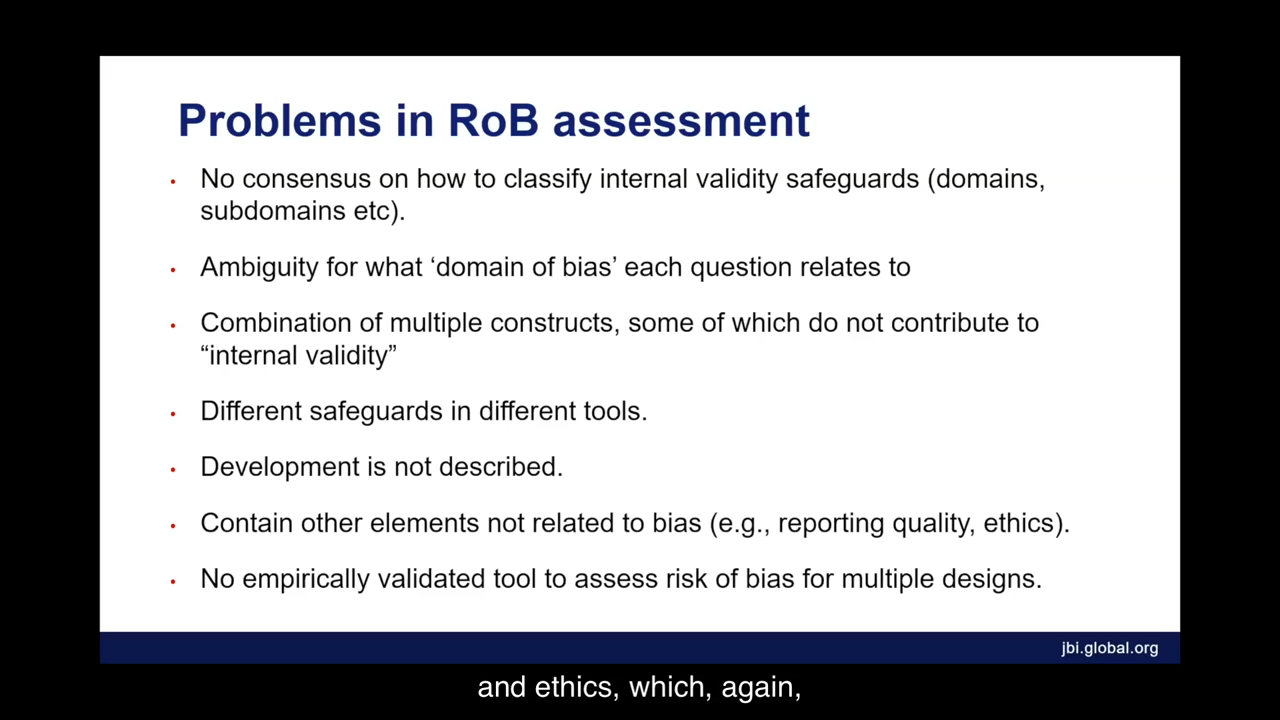 Problems in RoB assessment
• No consensus on how to classify internal validity safeguards (domains,
subdomains etc).
• Ambiguity for what ‘domain of bias’ each question relates to
• Combination of multiple constructs, some of which do not contribute to
“internal validity”
• Different safeguards in different tools.
• Development is not described.
• Contain other elements not related to bias (e.g., reporting quality, ethics).
• No empirically validated tool to assess risk of bias for multiple designs.
jbi.global.org
and ethics, which, again,